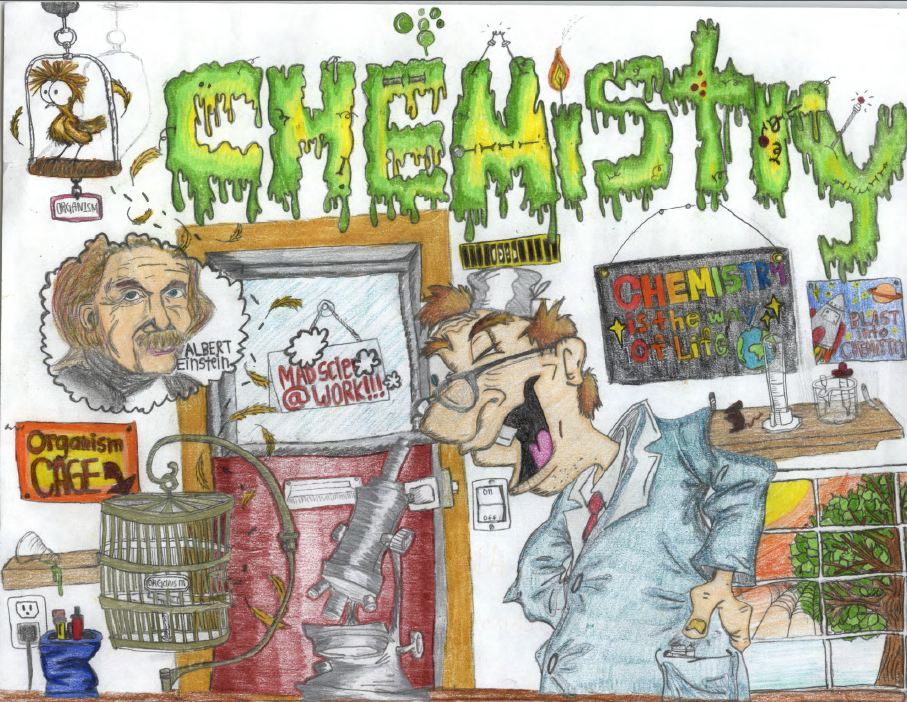 CHEMiStry
ORGANISM
ALBERT
Einstein
MAD scie
@ WORK!!!
CHEMISTRY
is the way
Of Life
BLAST
into
CHEMISTRY
Organism
CAGE
ORGANISM
ON
OFF